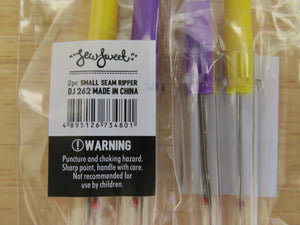 SewSweet
2pc SMALL SEAM RIPPER
BJ 262 MADE IN CHINA
4 895126 734801
WARNING
Puncture and choking hazard.
Sharp point, handle with care.
Not recommended for
use by children.